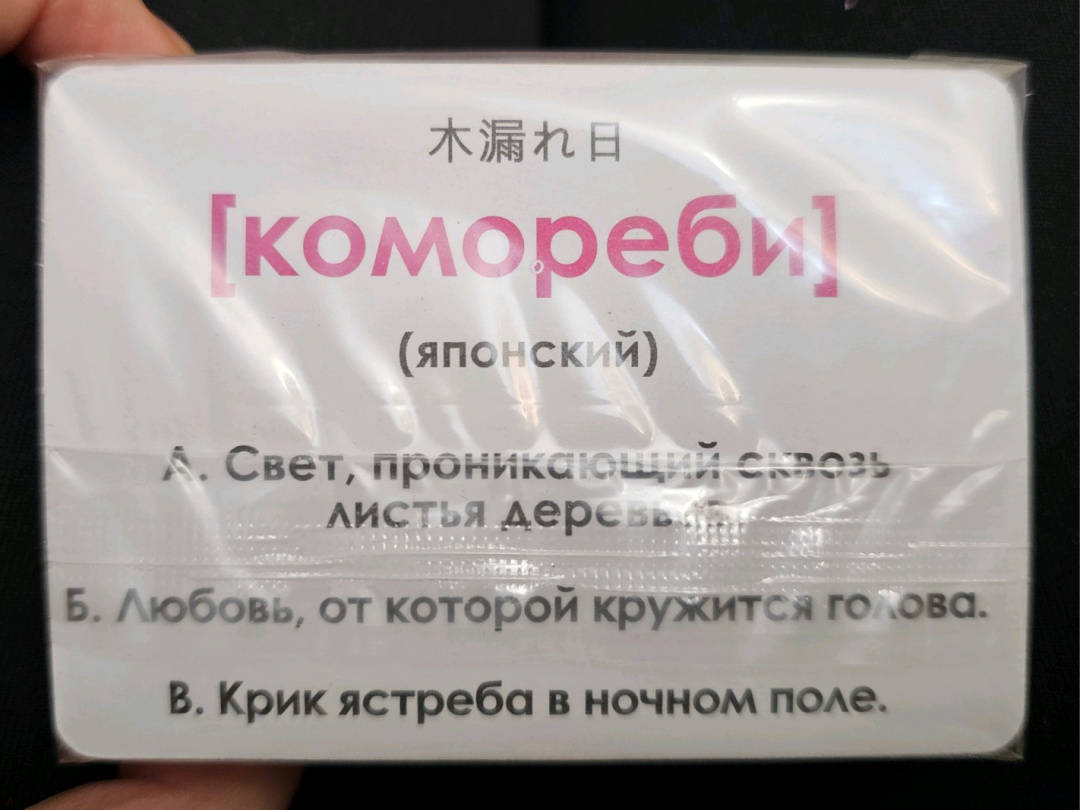 木漏れ日
[комореби]
(японский)
А. Свет, проникающий сквозь
листья деревьев.
Б. Любовь, от которой кружится голова.
В. Крик ястреба в ночном поле.